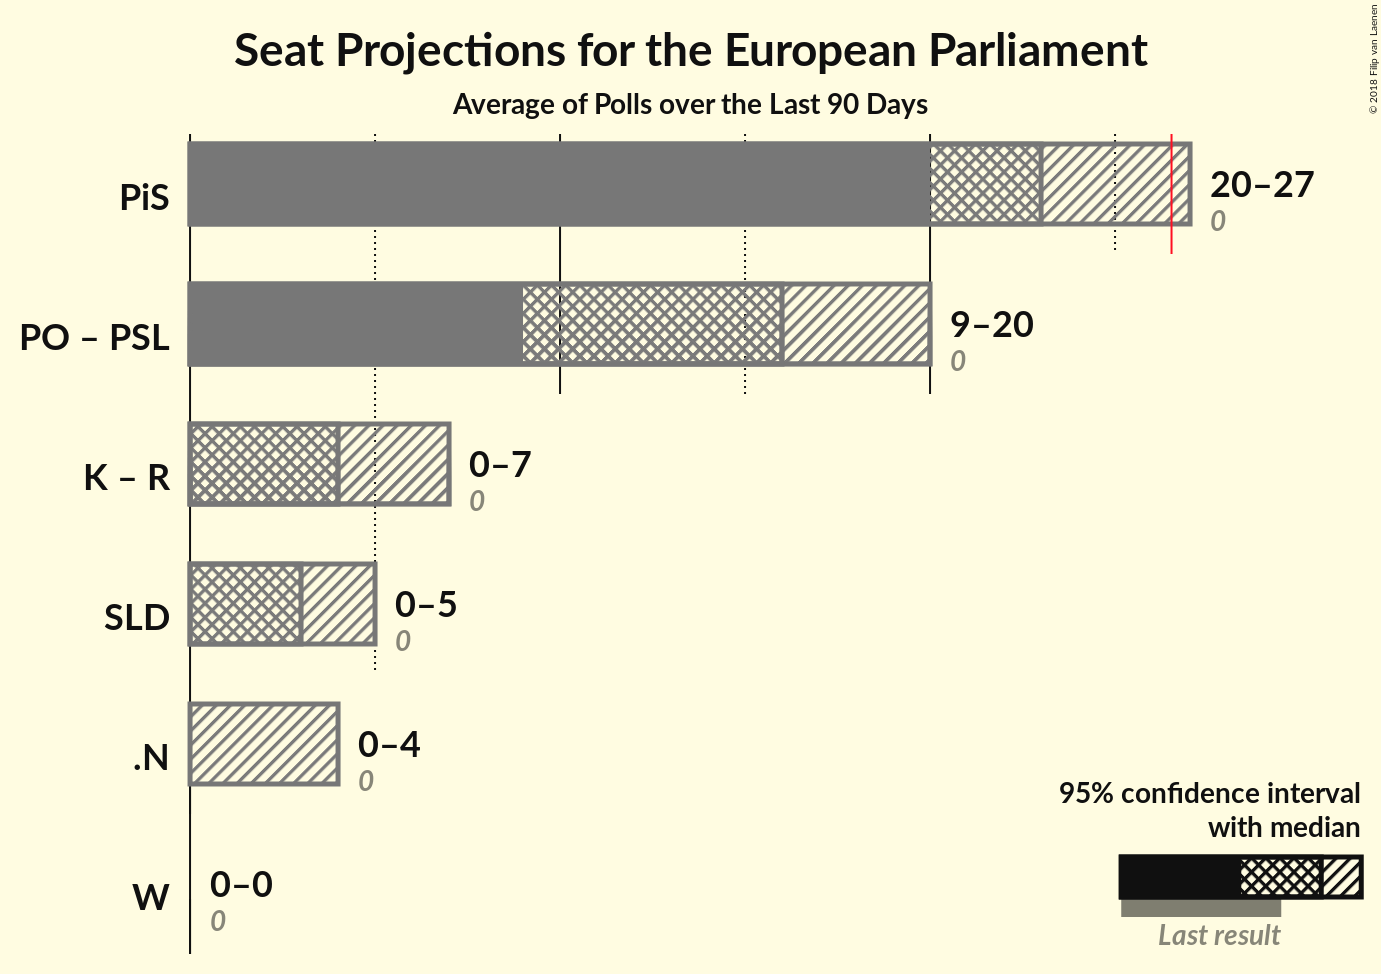 Seat Projections for the European Parliament
Average of Polls over the Last 90 Days
© 2018 Filip van Laenen
PiS
20–27
0
PO – PSL
9–20
0
K – R
0–7
0
SLD
0–5
0
.N
0–4
0
W
0–0
0
95% confidence interval
with median
Last result